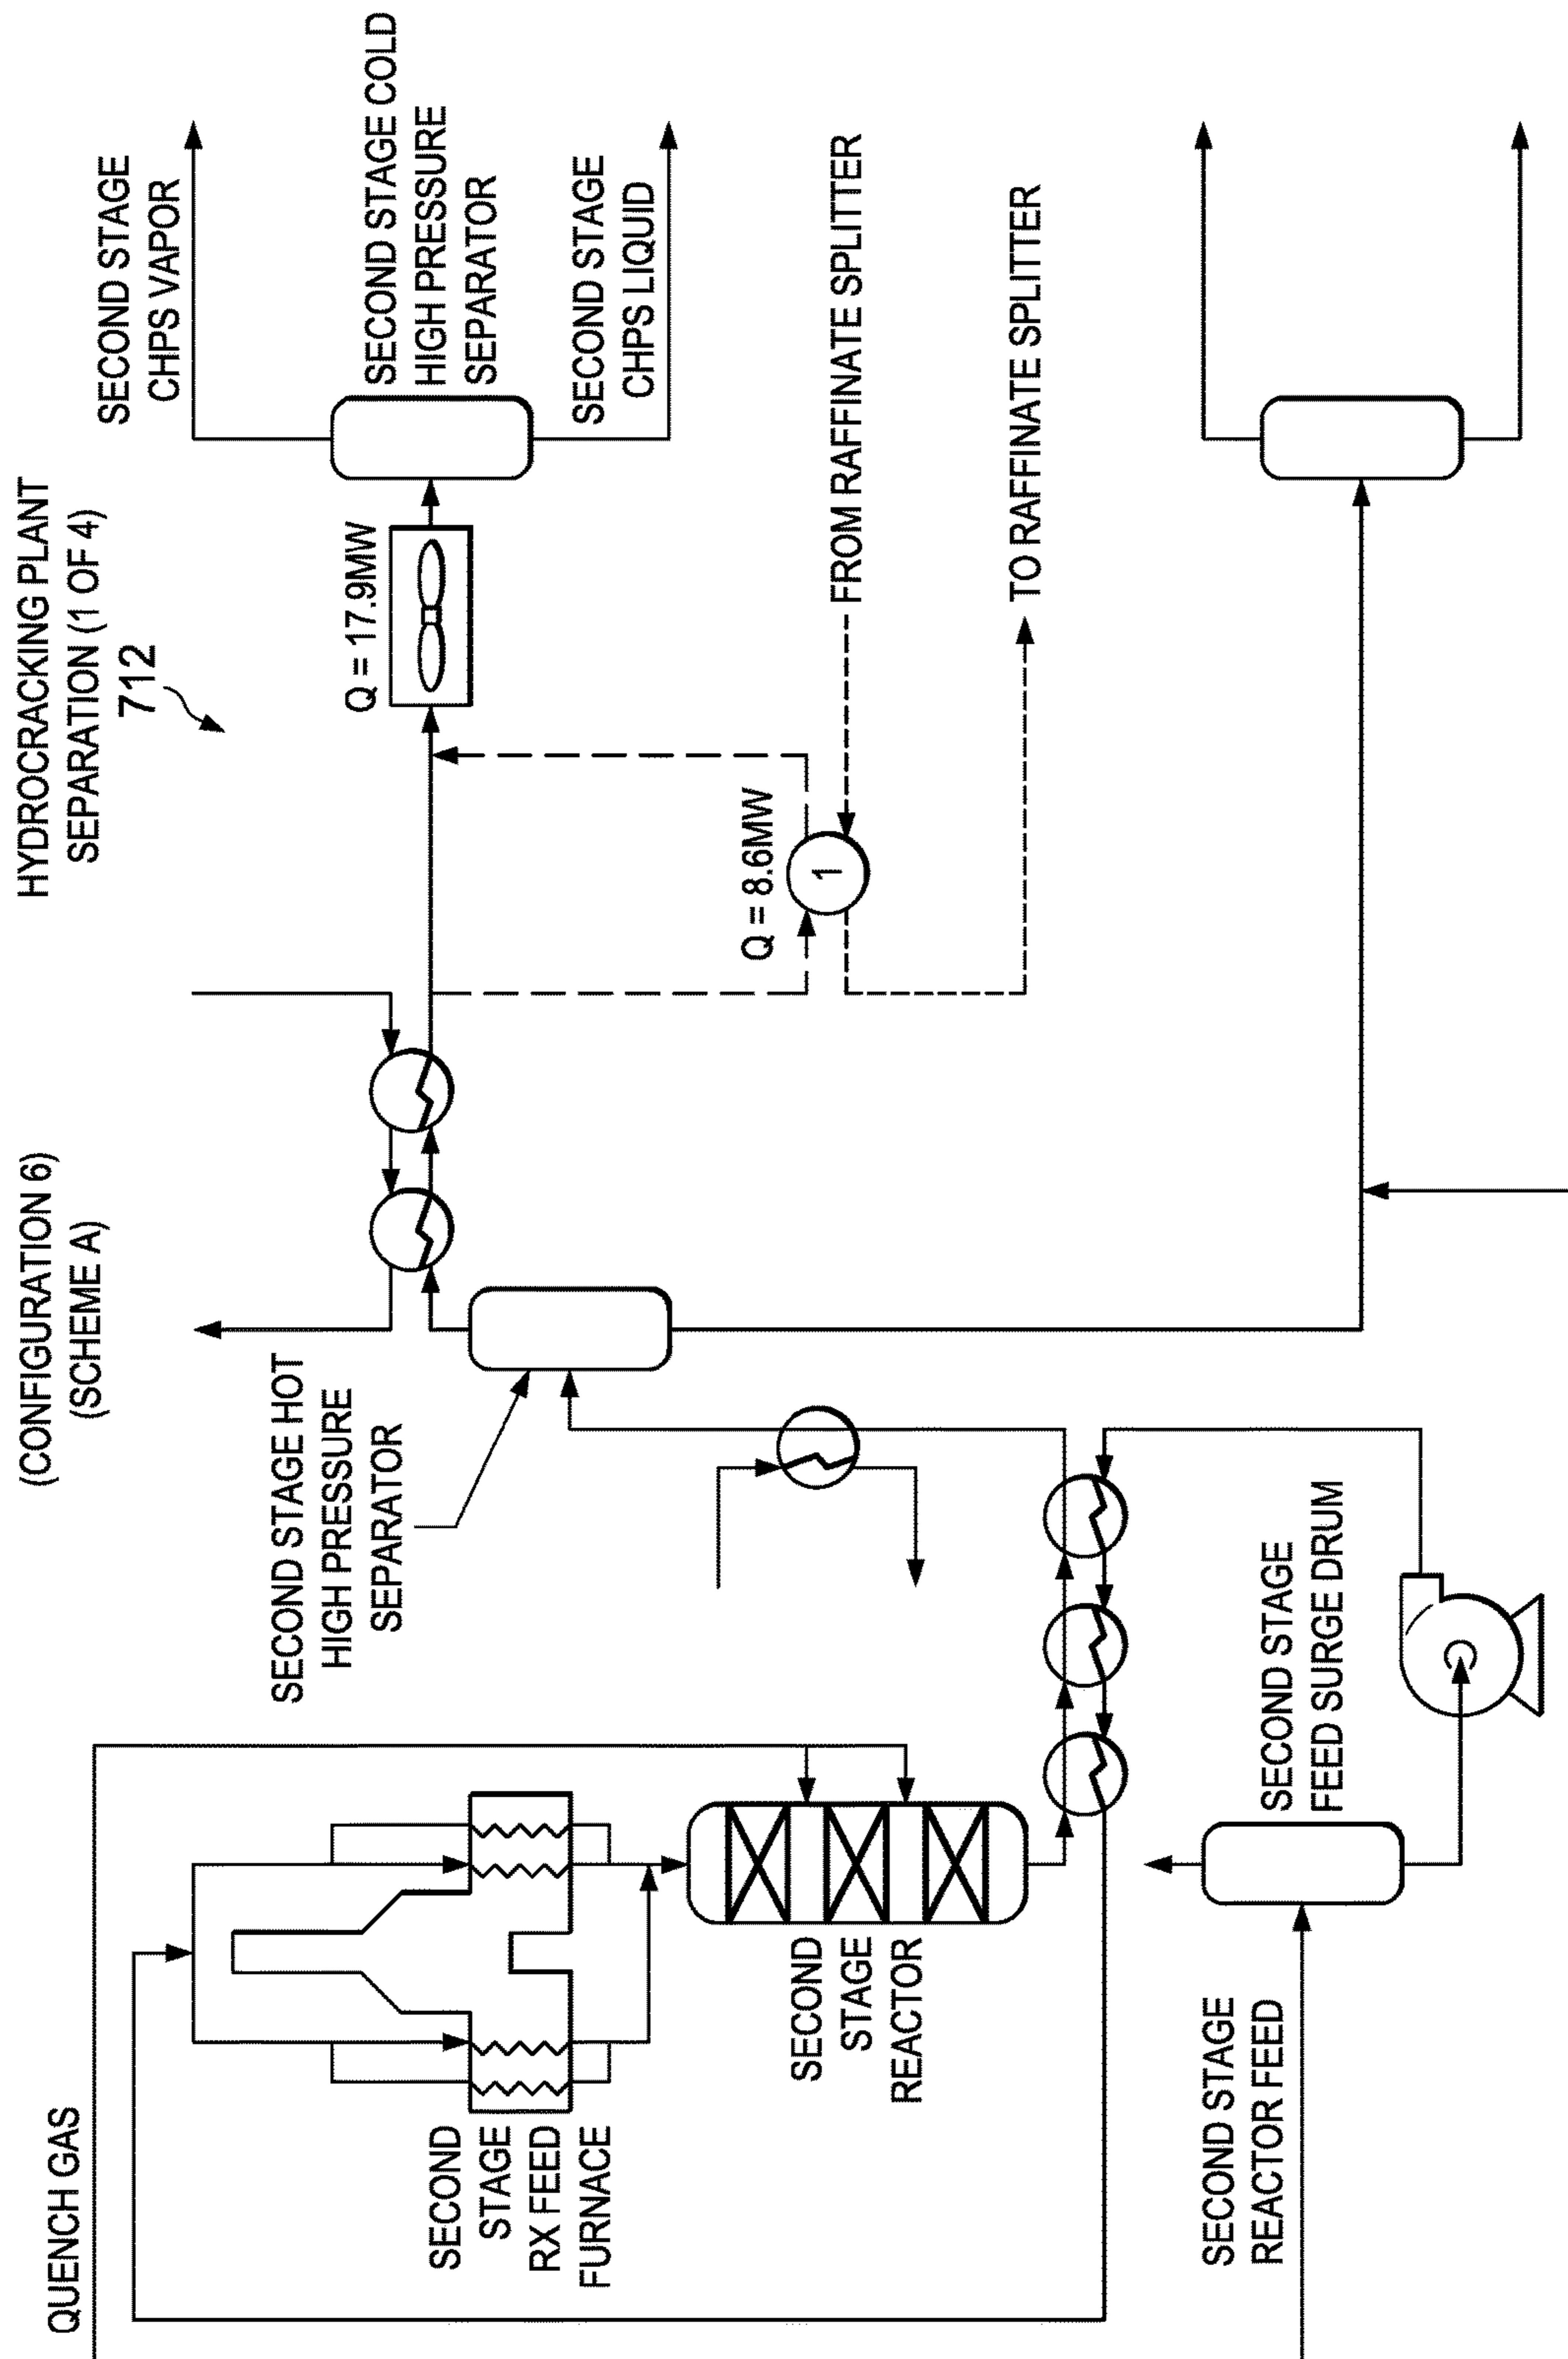 HYDROCRACKING PLANT
SEPARATION (1 OF 4)
712
(CONFIGURATION 6)
(SCHEME A)
QUENCH GAS
SECOND
STAGE
RX FEED
FURNACE
SECOND
STAGE
REACTOR
SECOND STAGE
REACTOR FEED
SECOND STAGE
FEED SURGE DRUM
SECOND STAGE HOT
HIGH PRESSURE
SEPARATOR
Q = 8.6MW
1
Q = 17.9MW
FROM RAFFINATE SPLITTER
TO RAFFINATE SPLITTER
SECOND STAGE
CHPS VAPOR
SECOND STAGE COLD
HIGH PRESSURE
SEPARATOR
SECOND STAGE
CHPS LIQUID